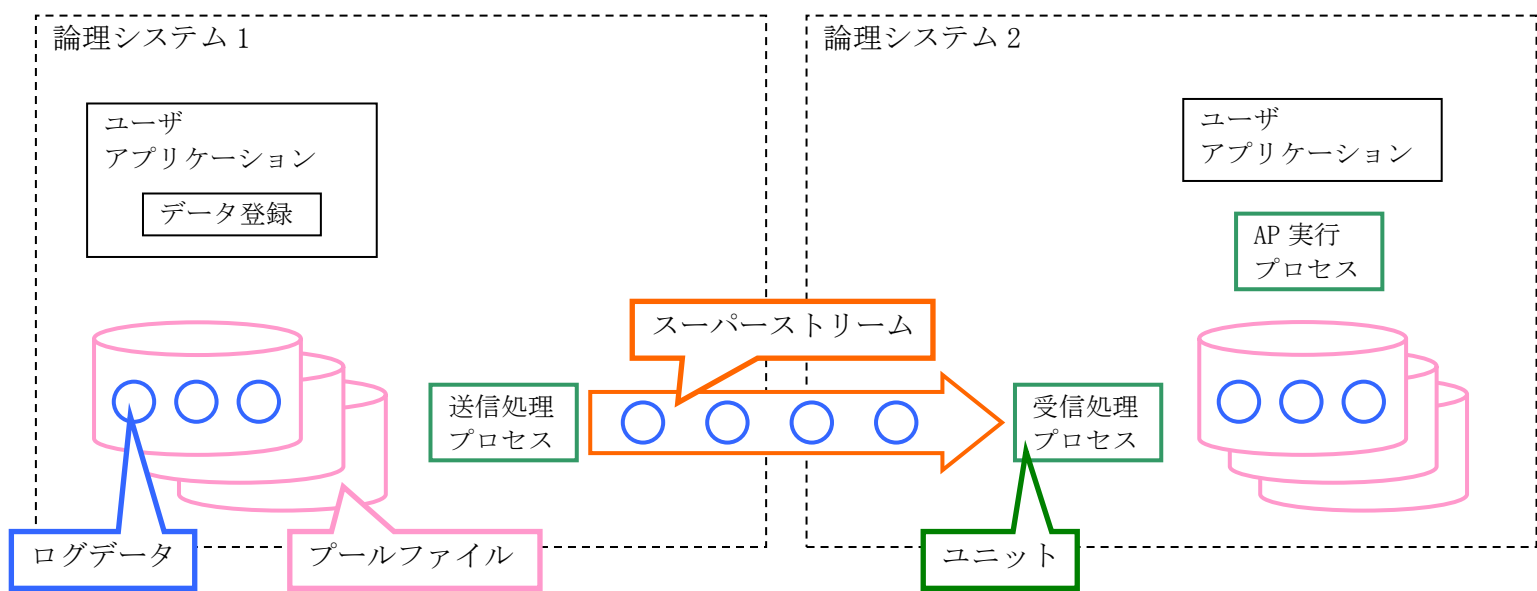 論理システム1
論理システム2
ユーザ
アプリケーション
データ登録
ユーザ
アプリケーション
AP 実行
プロセス
スーパーストリーム
送信処理
プロセス
受信処理
プロセス
ログデータ
プールファイル
ユニット